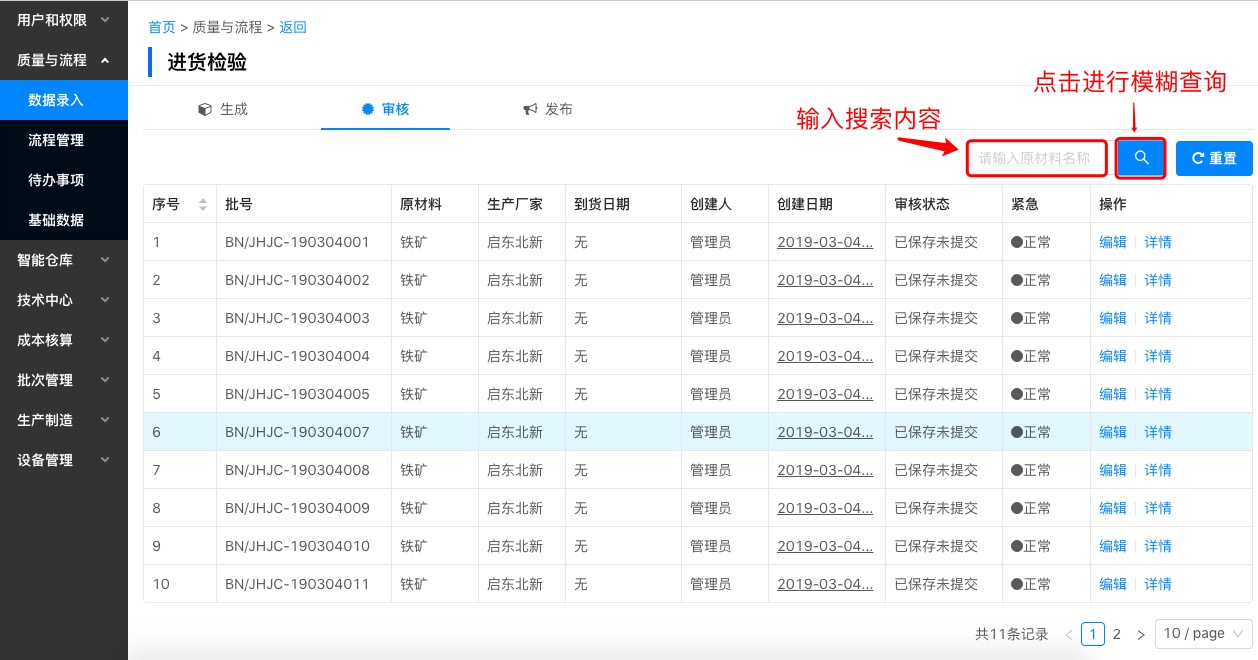 用户和权限
质量与流程
数据录入
流程管理
待办事项
基础数据
智能仓库
技术中心
成本核算
批次管理
生产制造
设备管理
首页 > 质量与流程 > 返回
进货检验
生成 审核 发布
点击进行模糊查询
输入搜索内容
请输入原材料名称 重置
序号 批号 原材料 生产厂家 到货日期 创建人 创建日期 审核状态 紧急 操作
1 BN/JHJC-190304001 铁矿 启东北新 无 管理员 2019-03-04... 已保存未提交 正常 编辑 详情
2 BN/JHJC-190304002 铁矿 启东北新 无 管理员 2019-03-04... 已保存未提交 正常 编辑 详情
3 BN/JHJC-190304003 铁矿 启东北新 无 管理员 2019-03-04... 已保存未提交 正常 编辑 详情
4 BN/JHJC-190304004 铁矿 启东北新 无 管理员 2019-03-04... 已保存未提交 正常 编辑 详情
5 BN/JHJC-190304005 铁矿 启东北新 无 管理员 2019-03-04... 已保存未提交 正常 编辑 详情
6 BN/JHJC-190304007 铁矿 启东北新 无 管理员 2019-03-04... 已保存未提交 正常 编辑 详情
7 BN/JHJC-190304008 铁矿 启东北新 无 管理员 2019-03-04... 已保存未提交 正常 编辑 详情
8 BN/JHJC-190304009 铁矿 启东北新 无 管理员 2019-03-04... 已保存未提交 正常 编辑 详情
9 BN/JHJC-190304010 铁矿 启东北新 无 管理员 2019-03-04... 已保存未提交 正常 编辑 详情
10 BN/JHJC-190304011 铁矿 启东北新 无 管理员 2019-03-04... 已保存未提交 正常 编辑 详情
共11条记录 < 1 2 > 10 / page